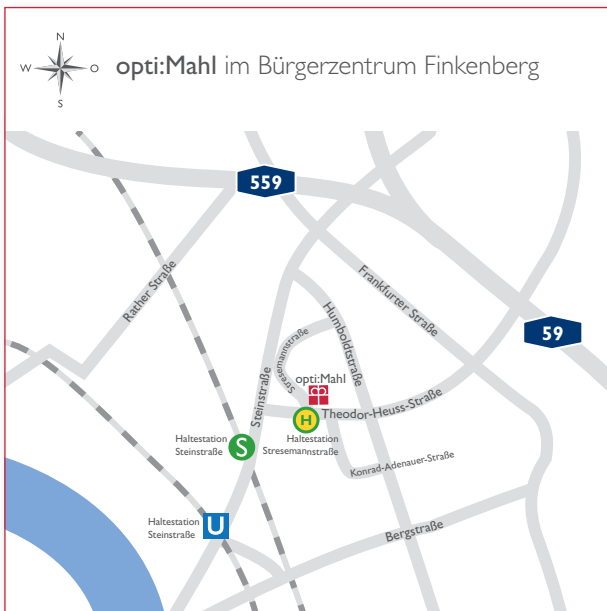 N
W O
S
opti:Mahl im Bürgerzentrum Finkenberg
559
Rather Straße
Frankfurter Straße
59
Humboldtstraße
Stresemannstraße
opti:Mahl
Steinstraße
Theodor-Heuss-Straße
H
Haltestation
Steinstraße
S
Haltestation
Stresemannstraße
Konrad-Adenauer-Straße
Haltestation
Steinstraße
U
Bergstraße